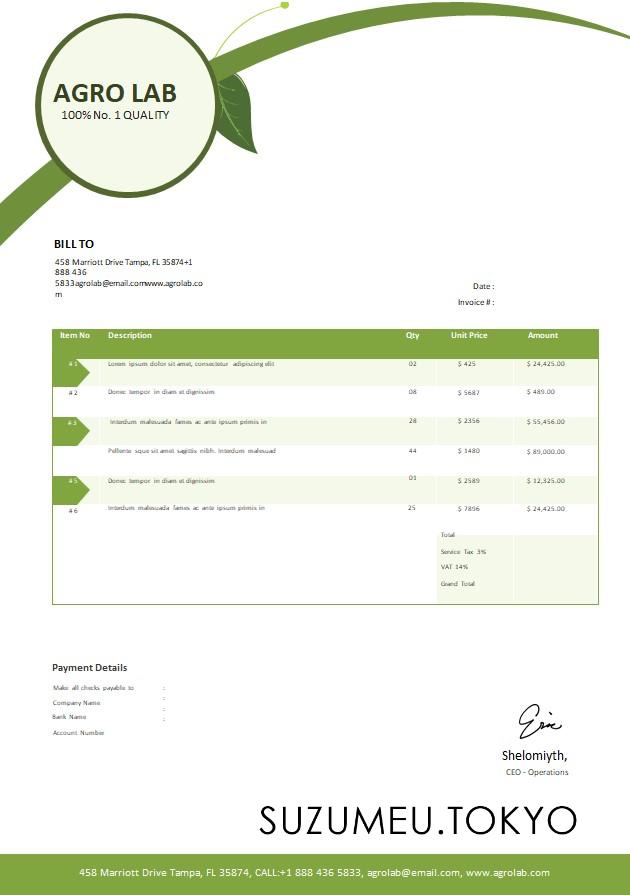 AGRO LAB
100% No. 1 QUALITY
BILL TO
458 Marriott Drive Tampa, FL 35874+1
888 436
5833agrolab@email.comwww.agrolab.co
m
Date :
Invoice # :
Item No Description Qty Unit Price Amount
# 1 Lorem ipsum dolor sit amet, consectetur adipiscing elit 02 $ 425 $ 24,425.00
# 2 Donec tempor in diam et dignissim 08 $ 5687 $ 489.00
# 3 Interdum malesuada fames ac ante ipsum primis in 28 $ 2356 $ 55,456.00
Pellente sque sit amet sagittis nibh. Interdum malesuad 44 $ 1480 $ 89,000.00
# 5 Donec tempor in diam et dignissim 01 $ 2589 $ 12,325.00
# 6 Interdum malesuada fames ac ante ipsum primis in 25 $ 7896 $ 24,425.00
Total
Service Tax 3%
VAT 14%
Grand Total
Payment Details
Make all checks payable to :
Company Name :
Bank Name :
Account Number :
Eric
Shelomiyth,
CEO - Operations
SUZUMEU.TOKYO
458 Marriott Drive Tampa, FL 35874, CALL:+1 888 436 5833, agrolab@email.com, www.agrolab.com